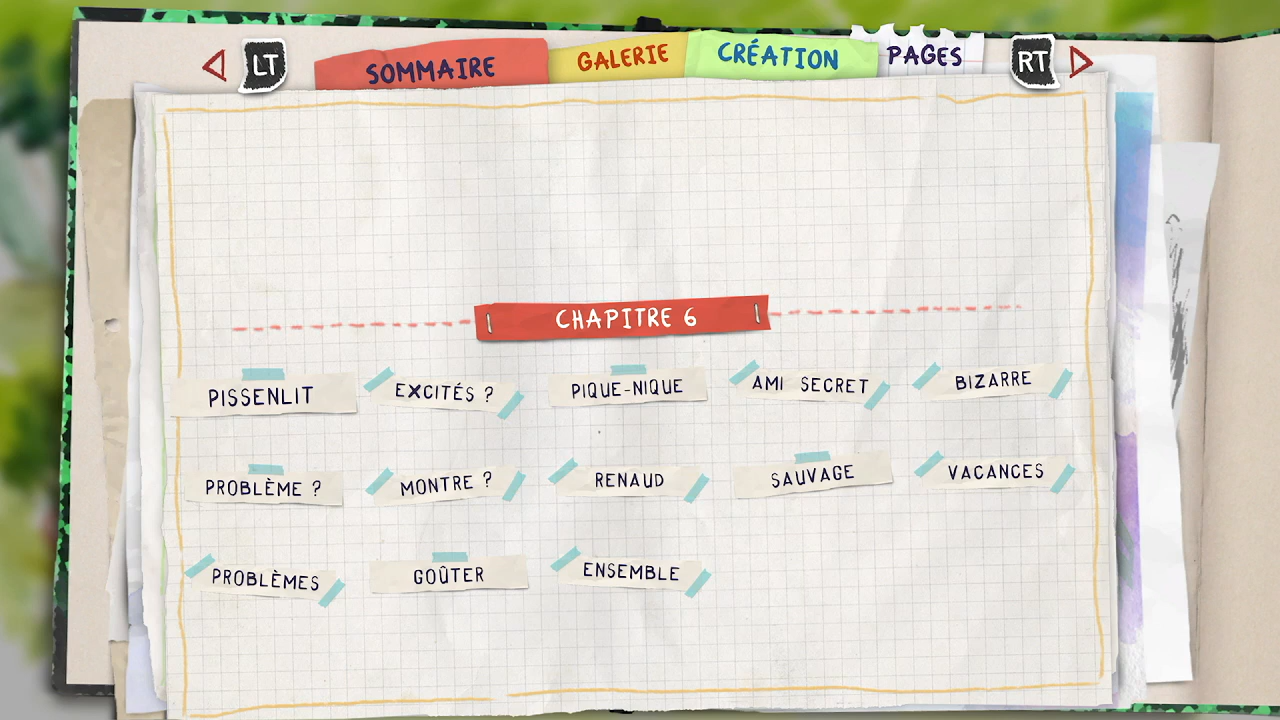 LT
SOMMAIRE
GALERIE
CRÉATION
PAGES
RT
CHAPITRE 6
PISSENLIT
EXCITÉS ?
PIQUE-NIQUE
AMI SECRET
BIZARRE
PROBLÈME ?
MONTRE ?
RENAUD
SAUVAGE
VACANCES
PROBLÈMES
GOÛTER
ENSEMBLE